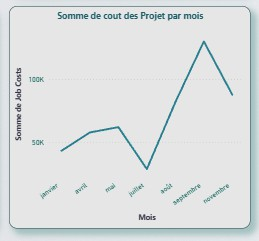 Somme de cout des Projet par mois
Somme de Job Costs
100K
50K
janvier
avril
mai
juillet
août
septembre
novembre
Mois